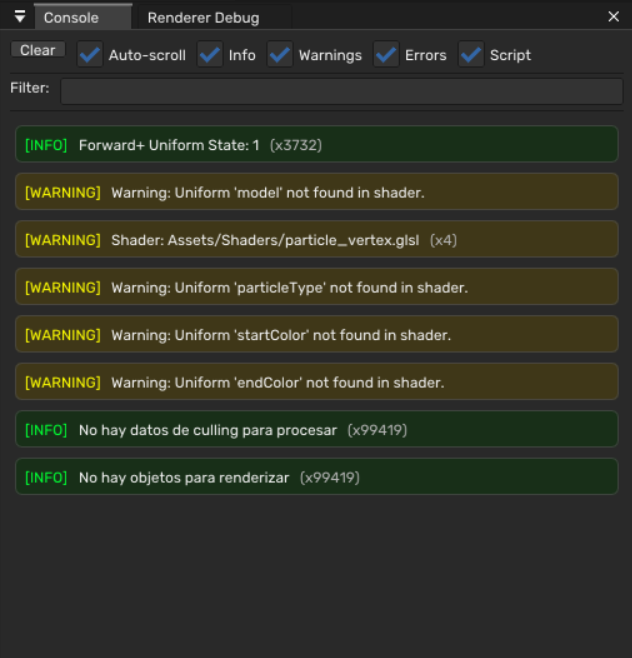 Console Renderer Debug
Clear Auto-scroll Info Warnings Errors Script
Filter:
[INFO] Forward+ Uniform State: 1 (x3732)
[WARNING] Warning: Uniform 'model' not found in shader.
[WARNING] Shader: Assets/Shaders/particle_vertex.glsl (x4)
[WARNING] Warning: Uniform 'particleType' not found in shader.
[WARNING] Warning: Uniform 'startColor' not found in shader.
[WARNING] Warning: Uniform 'endColor' not found in shader.
[INFO] No hay datos de culling para procesar (x99419)
[INFO] No hay objetos para renderizar (x99419)